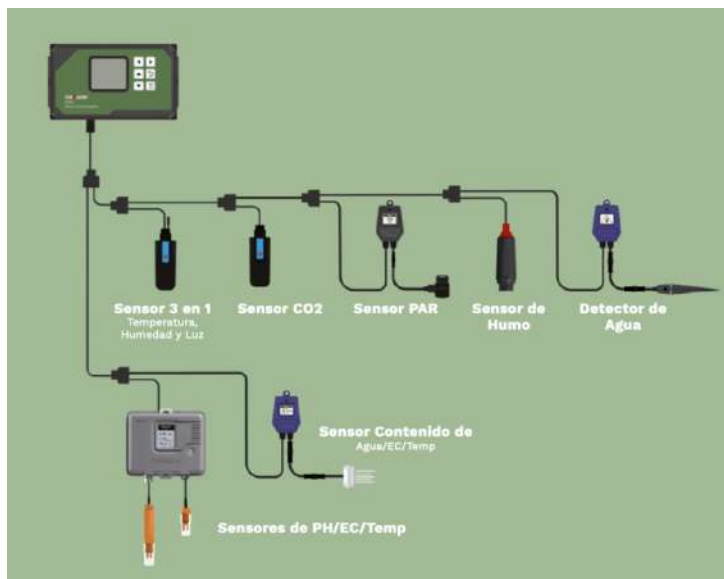 Sensor 3 en 1
Temperatura,
Humedad y Luz
Sensor CO2
Sensor PAR
Sensor de
Humo
Detector de
Agua
Sensor Contenido de
Agua/EC/Temp
Sensores de PH/EC/Temp